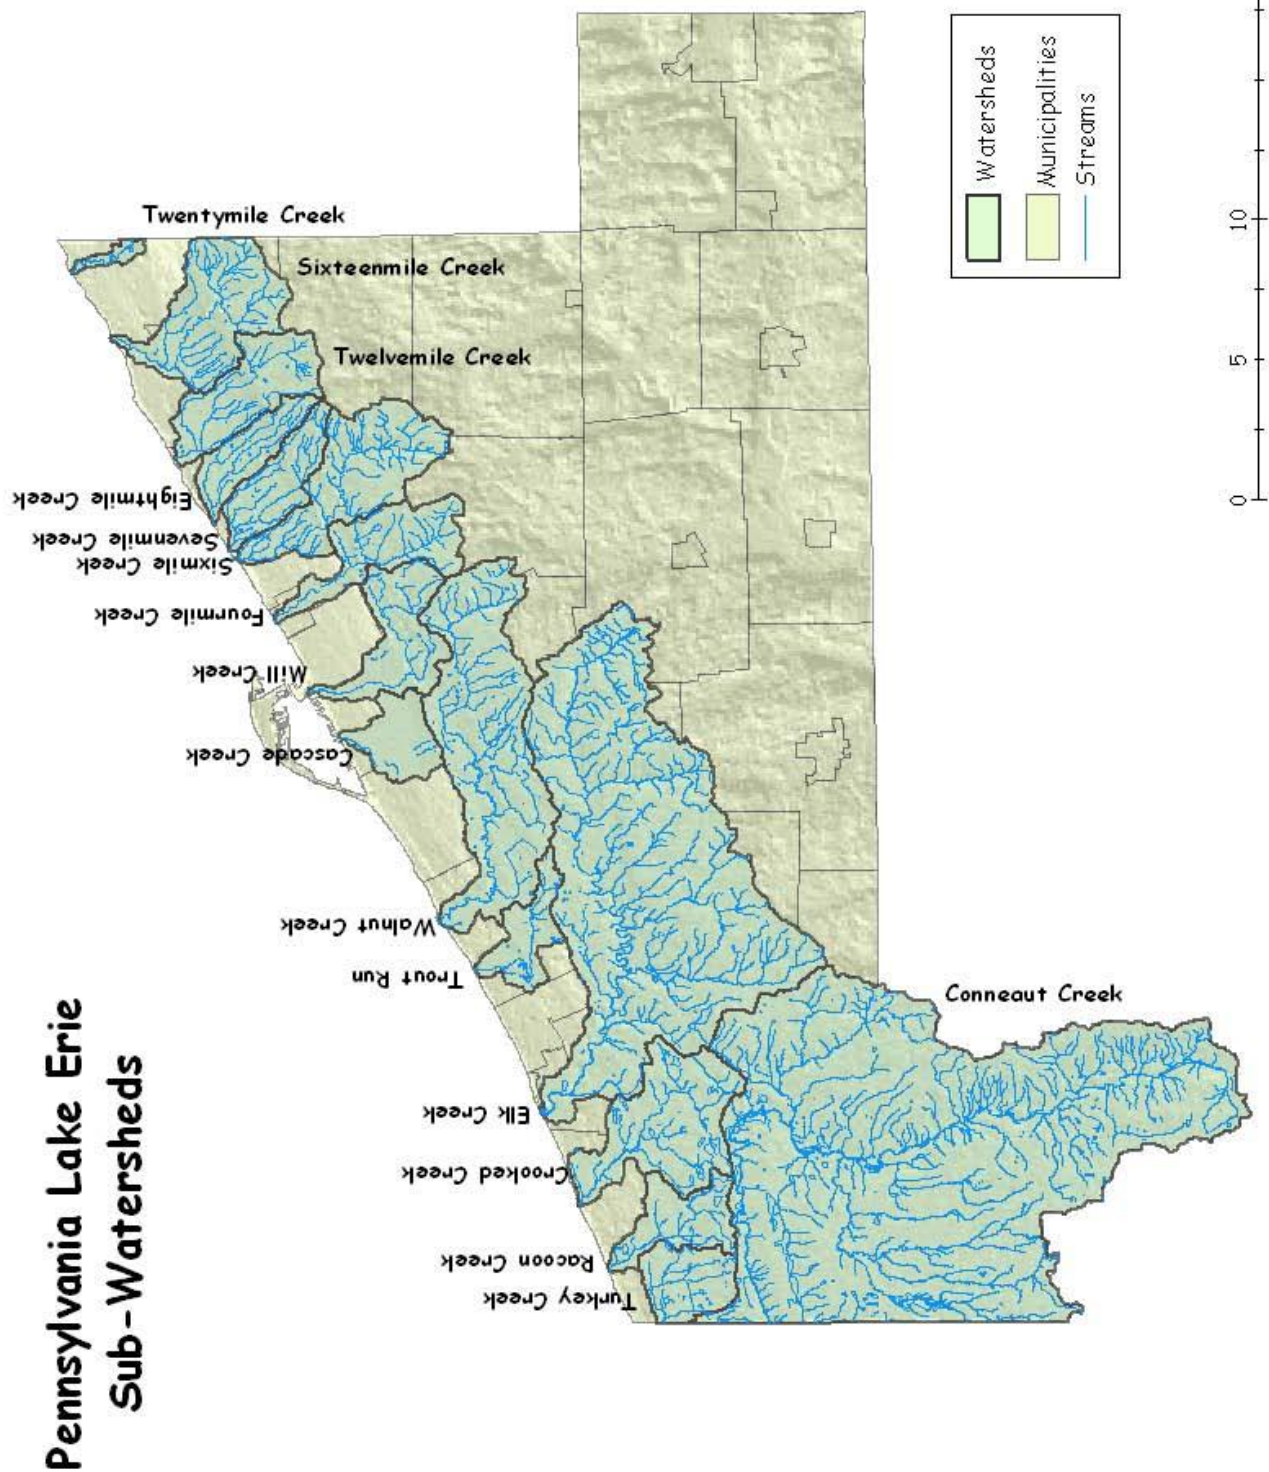 Pennsylvania Lake Erie
Sub-Watersheds
Twentymile Creek
Sixteenmile Creek
Twelvemile Creek
Eightmile Creek
Sevenmile Creek
Sixmile Creek
Fourmile Creek
Mill Creek
Cascade Creek
Walnut Creek
Trout Run
Elk Creek
Crooked Creek
Racoon Creek
Turkey Creek
Conneaut Creek
Watersheds
Municipalities
Streams
0 5 10